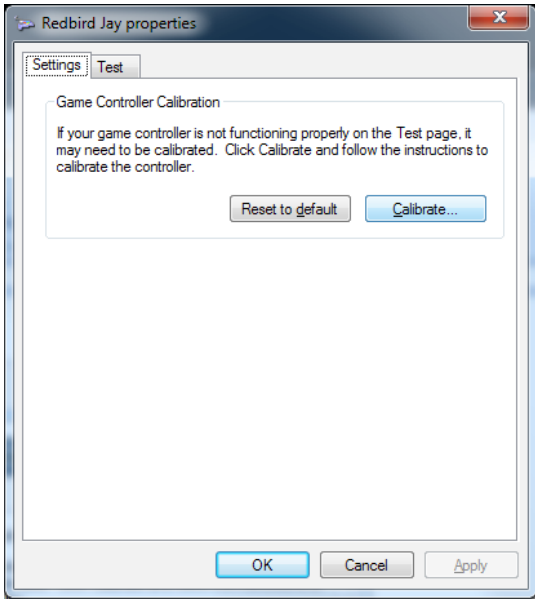 Redbird Jay properties
Settings
Test
Game Controller Calibration
If your game controller is not functioning properly on the Test page, it
may need to be calibrated. Click Calibrate and follow the instructions to
calibrate the controller.
Reset to default
Calibrate...
OK
Cancel
Apply